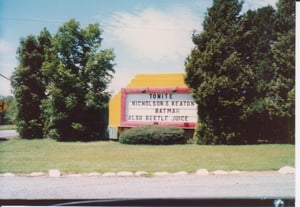 TONITE
NICHOLSON & KEATON
BATMAN
ALSO BEETLE JUICE